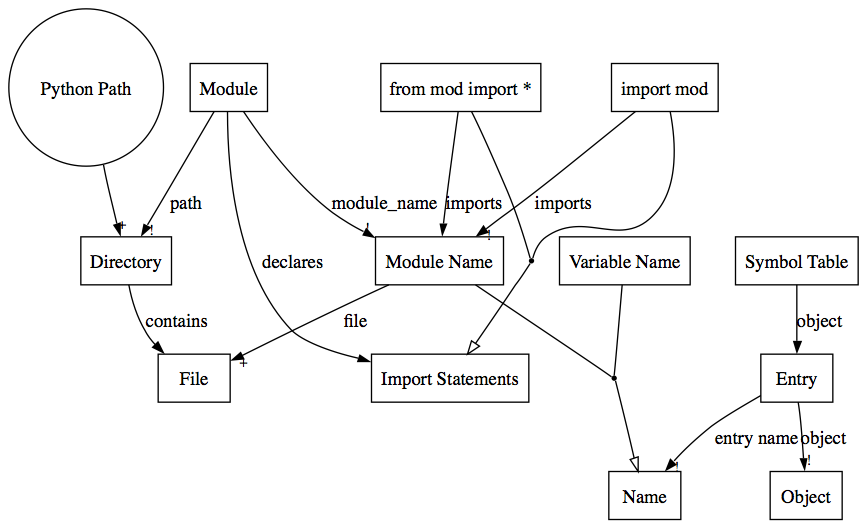 Python Path
Module
from mod import *
import mod
path
module_name
imports
imports
+
!
!
!
Directory
declares
Module Name
Variable Name
Symbol Table
contains
file
object
+
File
Import Statements
Entry
entry name
object
!
!
Name
Object